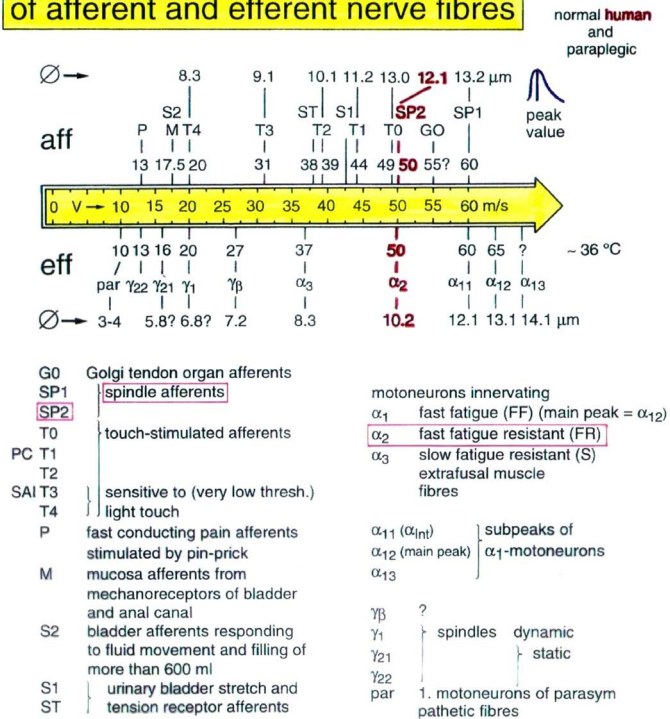 of afferent and efferent nerve fibres
normal human
and
paraplegic
Ø→ 8.3 9.1 10.1 11.2 13.0 12.1 13.2 μm
S2 ST S1 SP2 SP1 peak
aff P M T4 T3 T2 T1 T0 GO value
13 17.5 20 31 38 39 44 49 50 55? 60
0 V→ 10 15 20 25 30 35 40 45 50 55 60 m/s
eff 10 13 16 20 27 37 50 60 65 ? ~ 36 °C
par γ22 γ21 γ1 γβ α3 α2 α11 α12 α13
Ø→ 3-4 5.8? 6.8? 7.2 8.3 10.2 12.1 13.1 14.1 μm
G0 Golgi tendon organ afferents
SP1 spindle afferents
SP2
T0 touch-stimulated afferents
PC T1
T2
SAI T3 sensitive to (very low thresh.)
T4 light touch
P fast conducting pain afferents
stimulated by pin-prick
M mucosa afferents from
mechanoreceptors of bladder
and anal canal
S2 bladder afferents responding
to fluid movement and filling of
more than 600 ml
S1 urinary bladder stretch and
ST tension receptor afferents
motoneurons innervating
α1 fast fatigue (FF) (main peak = α12)
α2 fast fatigue resistant (FR)
α3 slow fatigue resistant (S)
extrafusal muscle
fibres
α11 (αInt) subpeaks of
α12 (main peak) α1-motoneurons
α13
γβ ?
γ1 spindles dynamic
γ21 static
γ22
par 1. motoneurons of parasym
pathetic fibres